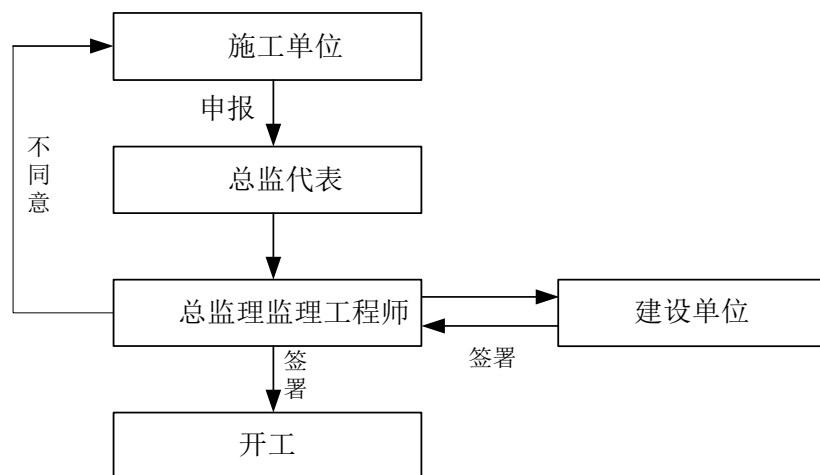 施工单位
申报
不同意
总监代表
总监理监理工程师
建设单位
签署
签署
开工